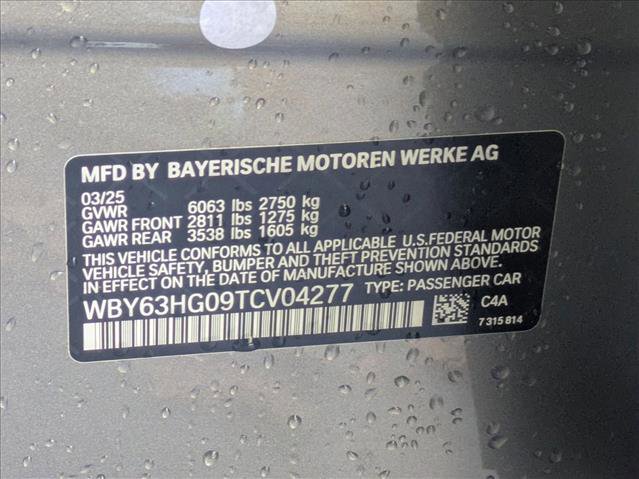 MFD BY BAYERISCHE MOTOREN WERKE AG
03/25
GVWR 6063 lbs 2750 kg
GAWR FRONT 2811 lbs 1275 kg
GAWR REAR 3538 lbs 1605 kg
THIS VEHICLE CONFORMS TO ALL APPLICABLE U.S.FEDERAL MOTOR
VEHICLE SAFETY, BUMPER AND THEFT PREVENTION STANDARDS
IN EFFECT ON THE DATE OF MANUFACTURE SHOWN ABOVE.
WBY63HG09TCV04277 TYPE: PASSENGER CAR
C4A
7 315 814